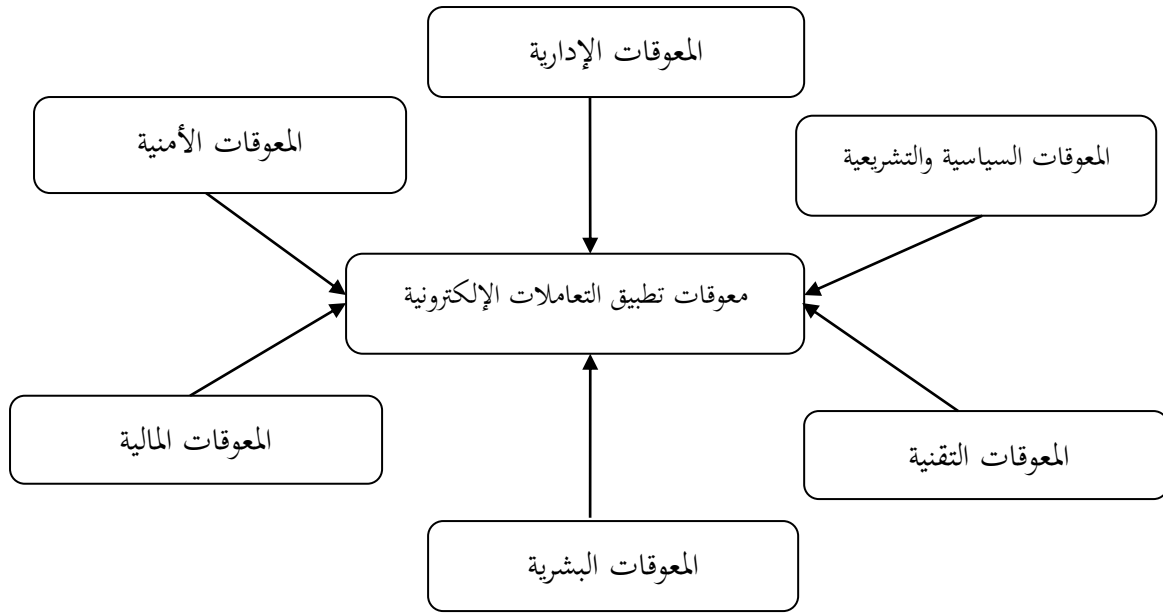 المعوقات الإدارية
المعوقات السياسية والتشريعية
المعوقات الأمنية
معوقات تطبيق التعاملات الإلكترونية
المعوقات التقنية
المعوقات المالية
المعوقات البشرية